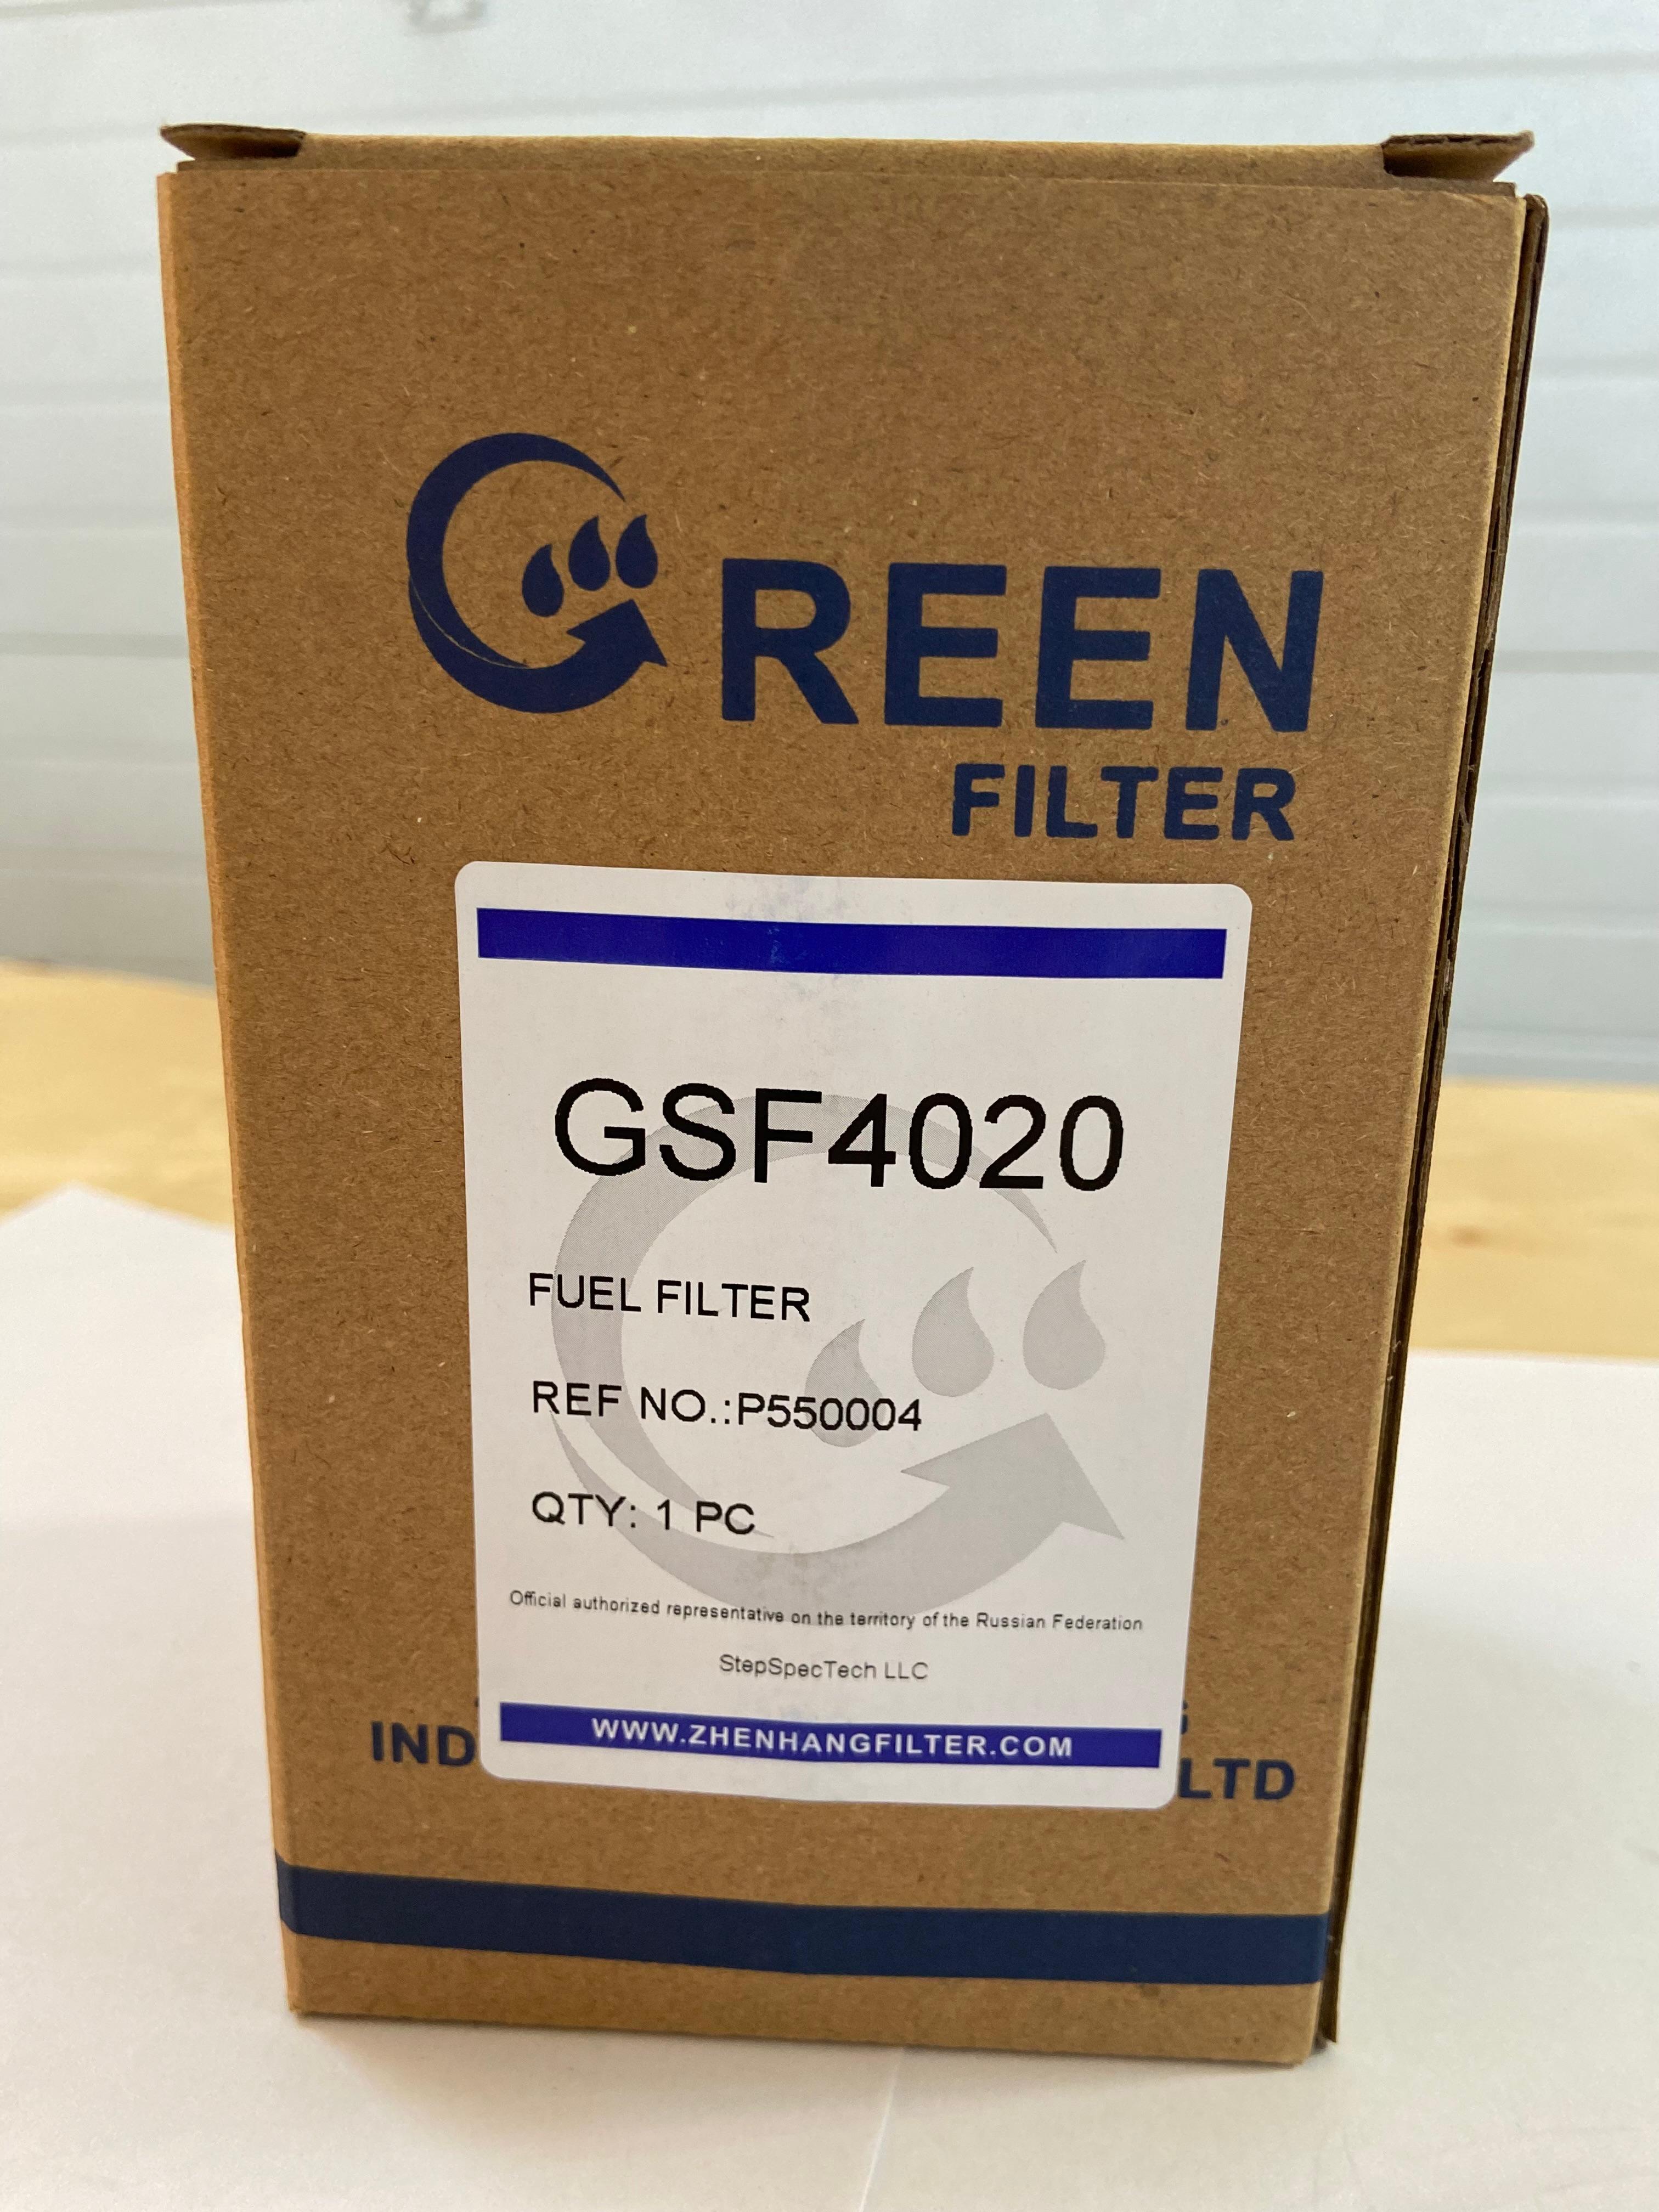 GREEN
FILTER
GSF4020
FUEL FILTER
REF NO.:P550004
QTY: 1 PC
Official authorized representative on the territory of the Russian Federation
StepSpecTech LLC
WWW.ZHENHANGFILTER.COM
LTD